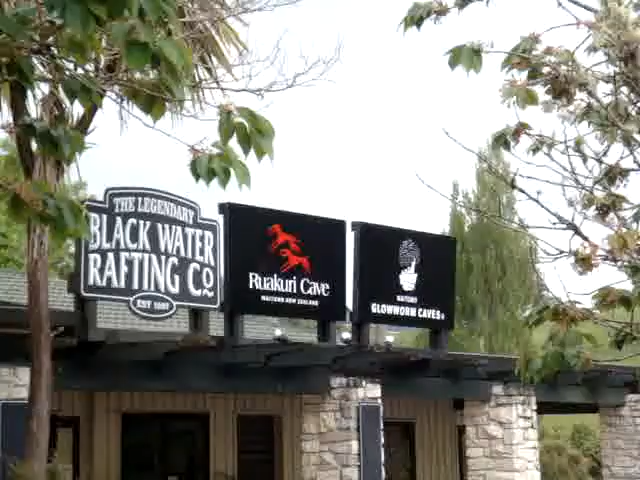 THE LEGENDARY
BLACK WATER
RAFTING CO
EST 1987
Ruakuri Cave
WAITOMO NEW ZEALAND
WAITOMO
GLOWWORM CAVES